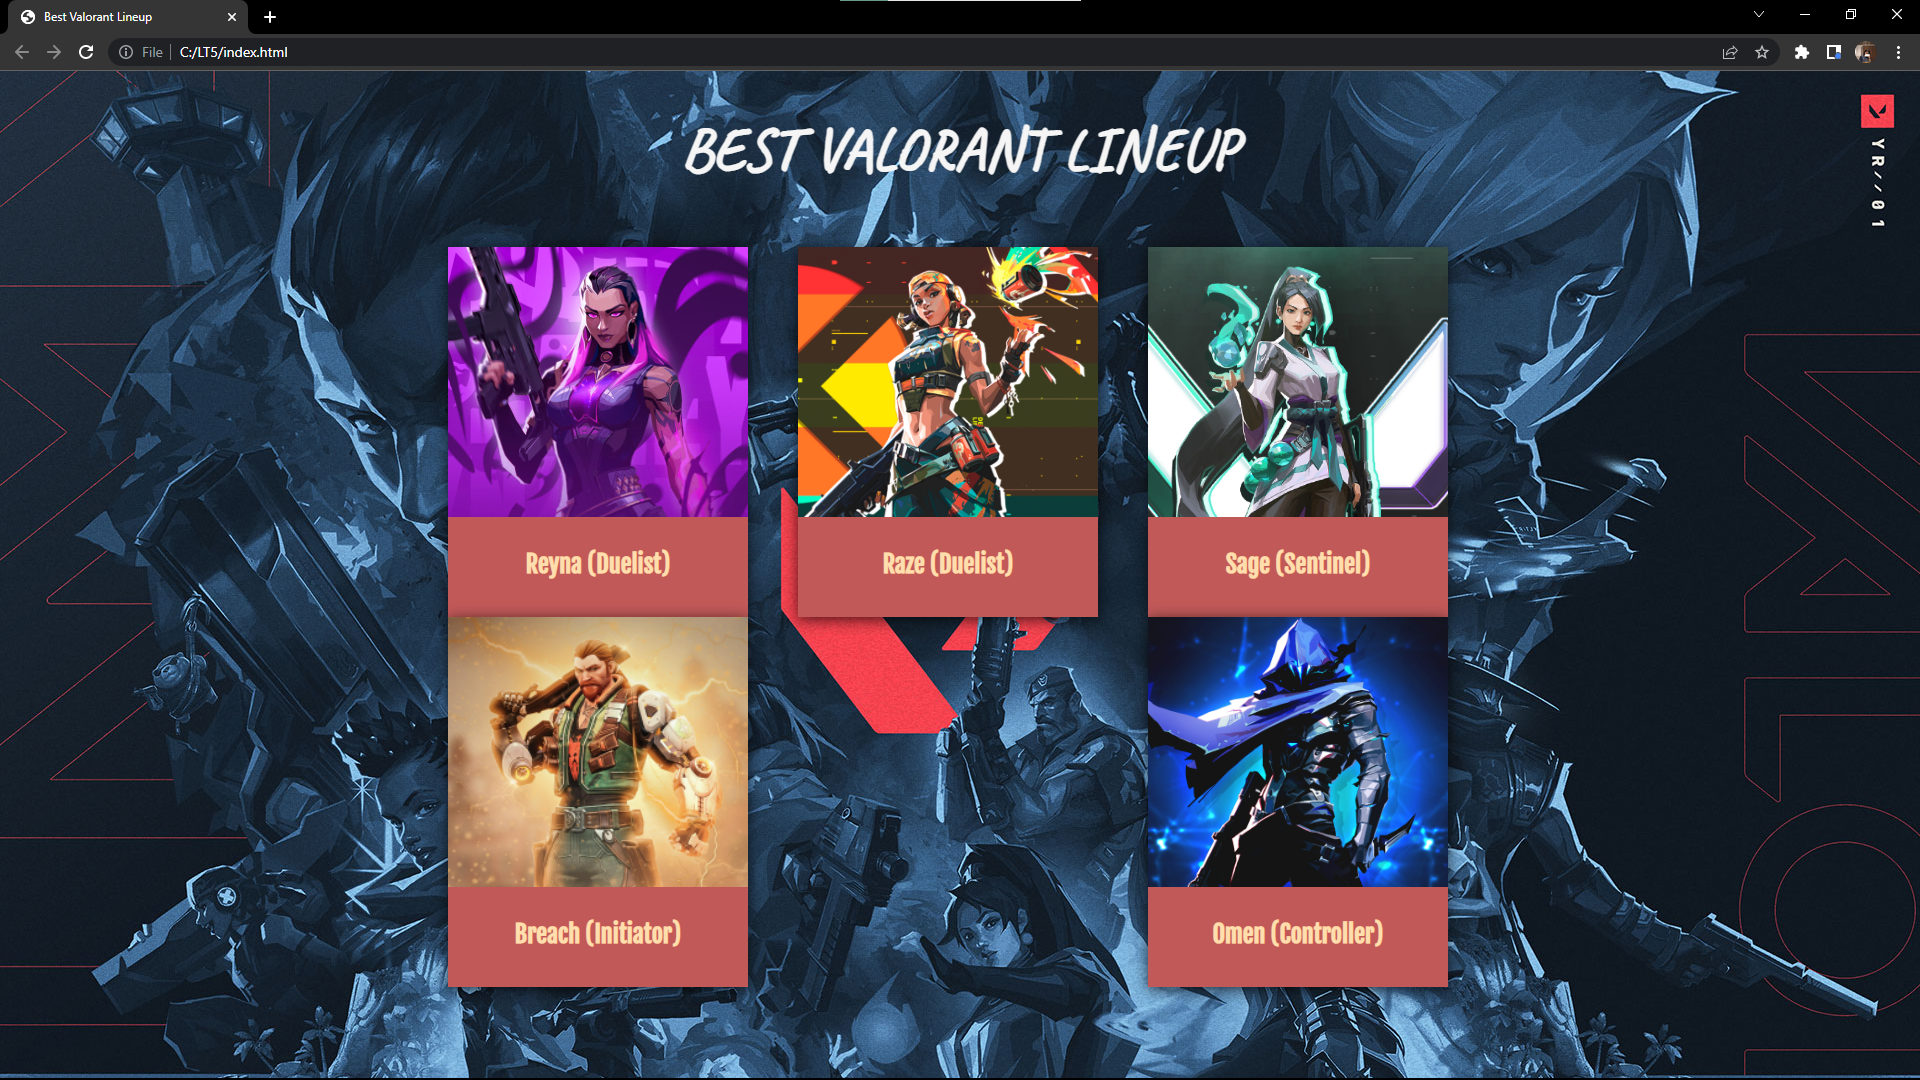 Best Valorant Lineup
File
C:/LT5/index.html
BEST VALORANT LINEUP
YR//01
Reyna (Duelist)
Raze (Duelist)
Sage (Sentinel)
Breach (Initiator)
Omen (Controller)